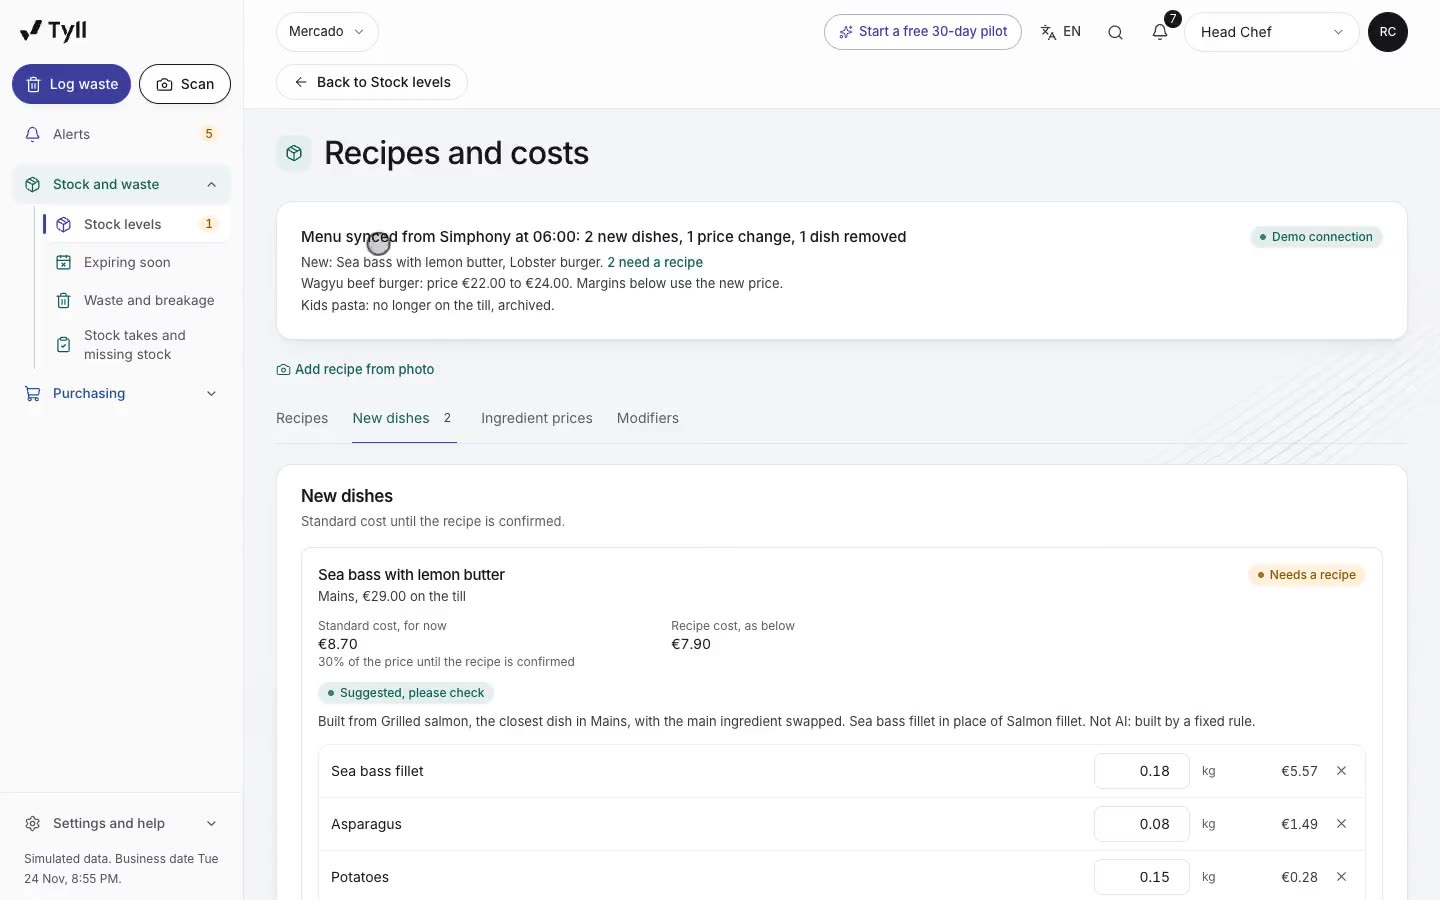 Tyll
Mercado
Start a free 30-day pilot
EN
7
Head Chef
RC
Log waste
Scan
Back to Stock levels
Alerts 5
Stock and waste
Stock levels 1
Expiring soon
Waste and breakage
Stock takes and
missing stock
Purchasing
Settings and help
Simulated data. Business date Tue
24 Nov, 8:55 PM.
Recipes and costs
Menu synced from Simphony at 06:00: 2 new dishes, 1 price change, 1 dish removed
Demo connection
New: Sea bass with lemon butter, Lobster burger. 2 need a recipe
Wagyu beef burger: price €22.00 to €24.00. Margins below use the new price.
Kids pasta: no longer on the till, archived.
Add recipe from photo
Recipes New dishes 2 Ingredient prices Modifiers
New dishes
Standard cost until the recipe is confirmed.
Sea bass with lemon butter
Needs a recipe
Mains, €29.00 on the till
Standard cost, for now Recipe cost, as below
€8.70 €7.90
30% of the price until the recipe is confirmed
Suggested, please check
Built from Grilled salmon, the closest dish in Mains, with the main ingredient swapped. Sea bass fillet in place of Salmon fillet. Not AI: built by a fixed rule.
Sea bass fillet 0.18 kg €5.57
Asparagus 0.08 kg €1.49
Potatoes 0.15 kg €0.28